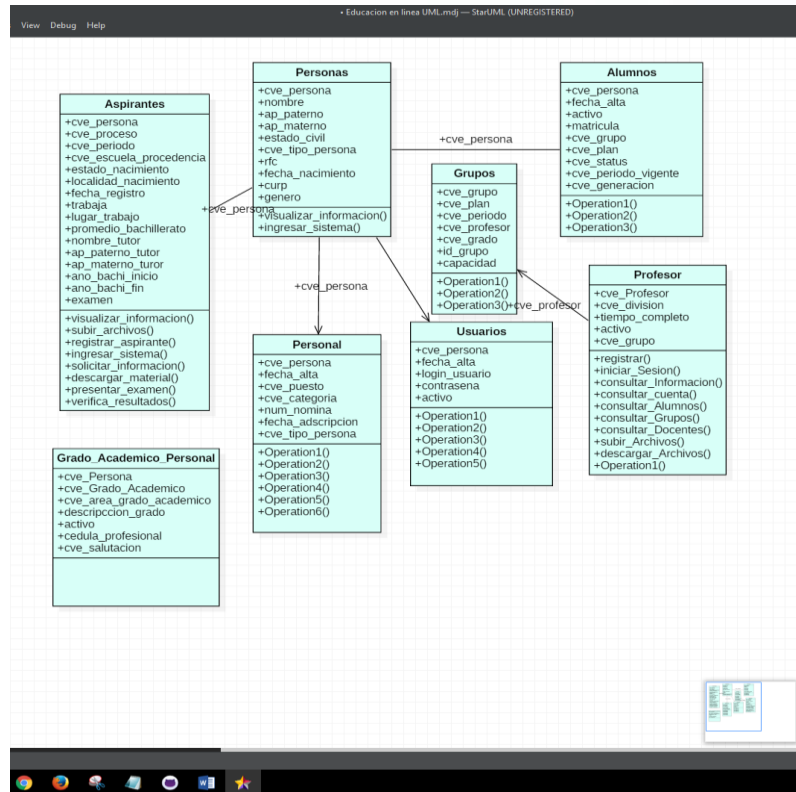 • Educacion en linea UML.mdj — StarUML (UNREGISTERED)
View Debug Help
Aspirantes
+cve_persona
+cve_proceso
+cve_periodo
+cve_escuela_procedencia
+estado_nacimiento
+localidad_nacimiento
+fecha_registro
+trabaja
+lugar_trabajo
+promedio_bachillerato
+nombre_tutor
+ap_paterno_tutor
+ap_materno_turor
+ano_bachi_inicio
+ano_bachi_fin
+examen
+visualizar_informacion()
+subir_archivos()
+registrar_aspirante()
+ingresar_sistema()
+solicitar_informacion()
+descargar_material()
+presentar_examen()
+verifica_resultados()
+cve_persona
Personas
+cve_persona
+nombre
+ap_paterno
+ap_materno
+estado_civil
+cve_tipo_persona
+rfc
+fecha_nacimiento
+curp
+genero
+visualizar_informacion()
+ingresar_sistema()
+cve_persona
Alumnos
+cve_persona
+fecha_alta
+activo
+matricula
+cve_grupo
+cve_plan
+cve_status
+cve_periodo_vigente
+cve_generacion
+Operation1()
+Operation2()
+Operation3()
Grupos
+cve_grupo
+cve_plan
+cve_periodo
+cve_profesor
+cve_grado
+id_grupo
+capacidad
+Operation1()
+Operation2()
+Operation3()
+cve_profesor
Profesor
+cve_Profesor
+cve_division
+tiempo_completo
+activo
+cve_grupo
+registrar()
+iniciar_Sesion()
+consultar_Informacion()
+consultar_cuenta()
+consultar_Alumnos()
+consultar_Grupos()
+consultar_Docentes()
+subir_Archivos()
+descargar_Archivos()
+Operation1()
+cve_persona
Personal
+cve_persona
+fecha_alta
+cve_puesto
+cve_categoria
+num_nomina
+fecha_adscripcion
+cve_tipo_persona
+Operation1()
+Operation2()
+Operation3()
+Operation4()
+Operation5()
+Operation6()
Usuarios
+cve_persona
+fecha_alta
+login_usuario
+contrasena
+activo
+Operation1()
+Operation2()
+Operation3()
+Operation4()
+Operation5()
Grado_Academico_Personal
+cve_Persona
+cve_Grado_Academico
+cve_area_grado_academico
+descripccion_grado
+activo
+cedula_profesional
+cve_salutacion